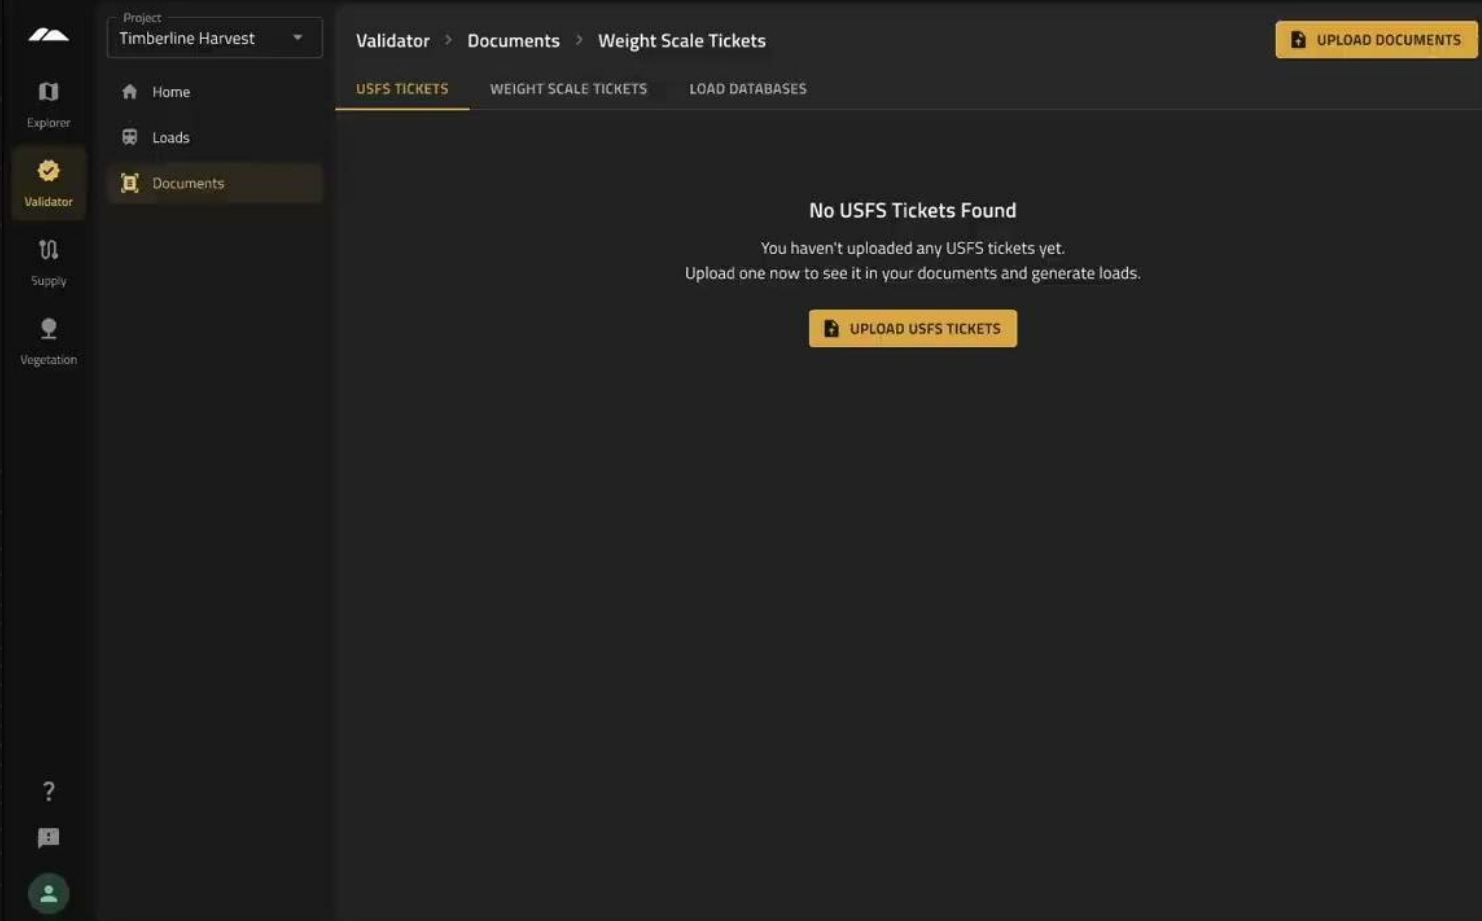 Project
Timberline Harvest
Explorer
Validator
Supply
Vegetation
?
Home
Loads
Documents
Validator > Documents > Weight Scale Tickets
UPLOAD DOCUMENTS
USFS TICKETS
WEIGHT SCALE TICKETS
LOAD DATABASES
No USFS Tickets Found
You haven't uploaded any USFS tickets yet.
Upload one now to see it in your documents and generate loads.
UPLOAD USFS TICKETS